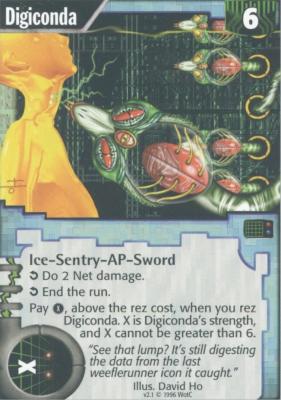 Digiconda
6
Ice-Sentry-AP-Sword
Do 2 Net damage.
End the run.
Pay X, above the rez cost, when you rez
Digiconda. X is Digiconda's strength,
and X cannot be greater than 6.
"See that lump? It's still digesting
the data from the last
weeflerunner icon it caught."
X
Illus. David Ho
v2.1 © 1996 WotC